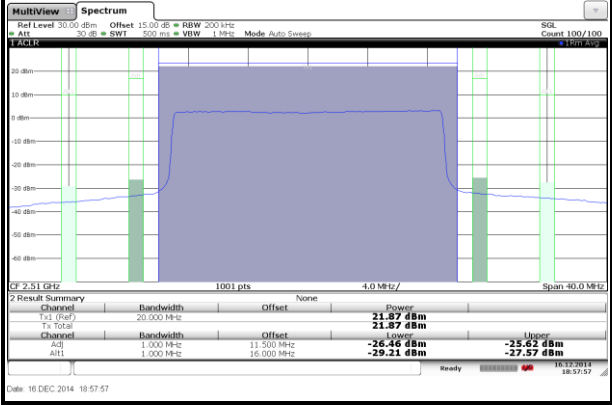 MultiView Spectrum
Ref Level 30.00 dBm Offset 15.00 dB RBW 200 kHz SGL
Att 30 dB SWT 500 ms VBW 1 MHz Mode Auto Sweep Count 100/100
1 ACLR 1Rm Avg
20 dBm
10 dBm
0 dBm
-10 dBm
-20 dBm
-30 dBm
-40 dBm
-50 dBm
-60 dBm
CF 2.51 GHz 1001 pts 4.0 MHz/ Span 40.0 MHz
2 Result Summary None
Channel Bandwidth Offset Power
Tx1 (Ref) 20.000 MHz 21.87 dBm
Tx Total 21.87 dBm
Channel Bandwidth Offset Lower Upper
Adj 1.000 MHz 11.500 MHz -26.46 dBm -25.62 dBm
Alt1 1.000 MHz 16.000 MHz -29.21 dBm -27.57 dBm
Ready 16.12.2014
18:57:57
Date: 16.DEC.2014 18:57:57